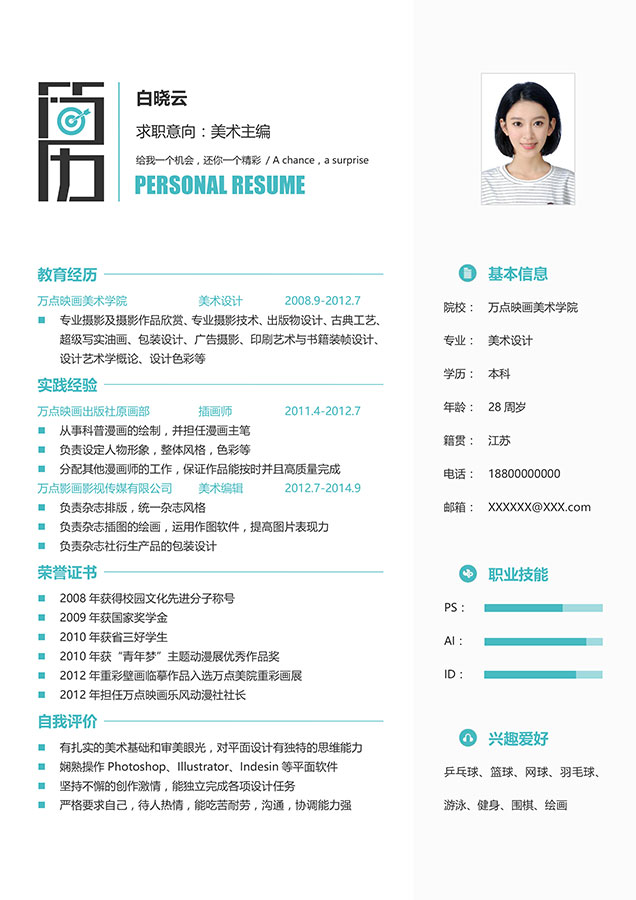 简历
白晓云
求职意向：美术主编
给我一个机会，还你一个精彩 / A chance，a surprise
PERSONAL RESUME
教育经历
万点映画美术学院 美术设计 2008.9-2012.7
专业摄影及摄影作品欣赏、专业摄影技术、出版物设计、古典工艺、
超级写实油画、包装设计、广告摄影、印刷艺术与书籍装帧设计、
设计艺术学概论、设计色彩等
实践经验
万点映画出版社原画部 插画师 2011.4-2012.7
从事科普漫画的绘制，并担任漫画主笔
负责设定人物形象，整体风格，色彩等
分配其他漫画师的工作，保证作品能按时并且高质量完成
万点影画影视传媒有限公司 美术编辑 2012.7-2014.9
负责杂志排版，统一杂志风格
负责杂志插图的绘画，运用作图软件，提高图片表现力
负责杂志社衍生产品的包装设计
荣誉证书
2008 年获得校园文化先进分子称号
2009 年获国家奖学金
2010 年获省三好学生
2010 年获“青年梦”主题动漫展优秀作品奖
2012 年重彩壁画临摹作品入选万点美院重彩画展
2012 年担任万点映画乐风动漫社社长
自我评价
有扎实的美术基础和审美眼光，对平面设计有独特的思维能力
娴熟操作 Photoshop、Illustrator、Indesin 等平面软件
坚持不懈的创作激情，能独立完成各项设计任务
严格要求自己，待人热情，能吃苦耐劳，沟通，协调能力强
基本信息
院校： 万点映画美术学院
专业： 美术设计
学历： 本科
年龄： 28 周岁
籍贯： 江苏
电话： 18800000000
邮箱： XXXXXX@XXX.com
职业技能
PS：
AI：
ID：
兴趣爱好
乒乓球、篮球、网球、羽毛球、
游泳、健身、围棋、绘画